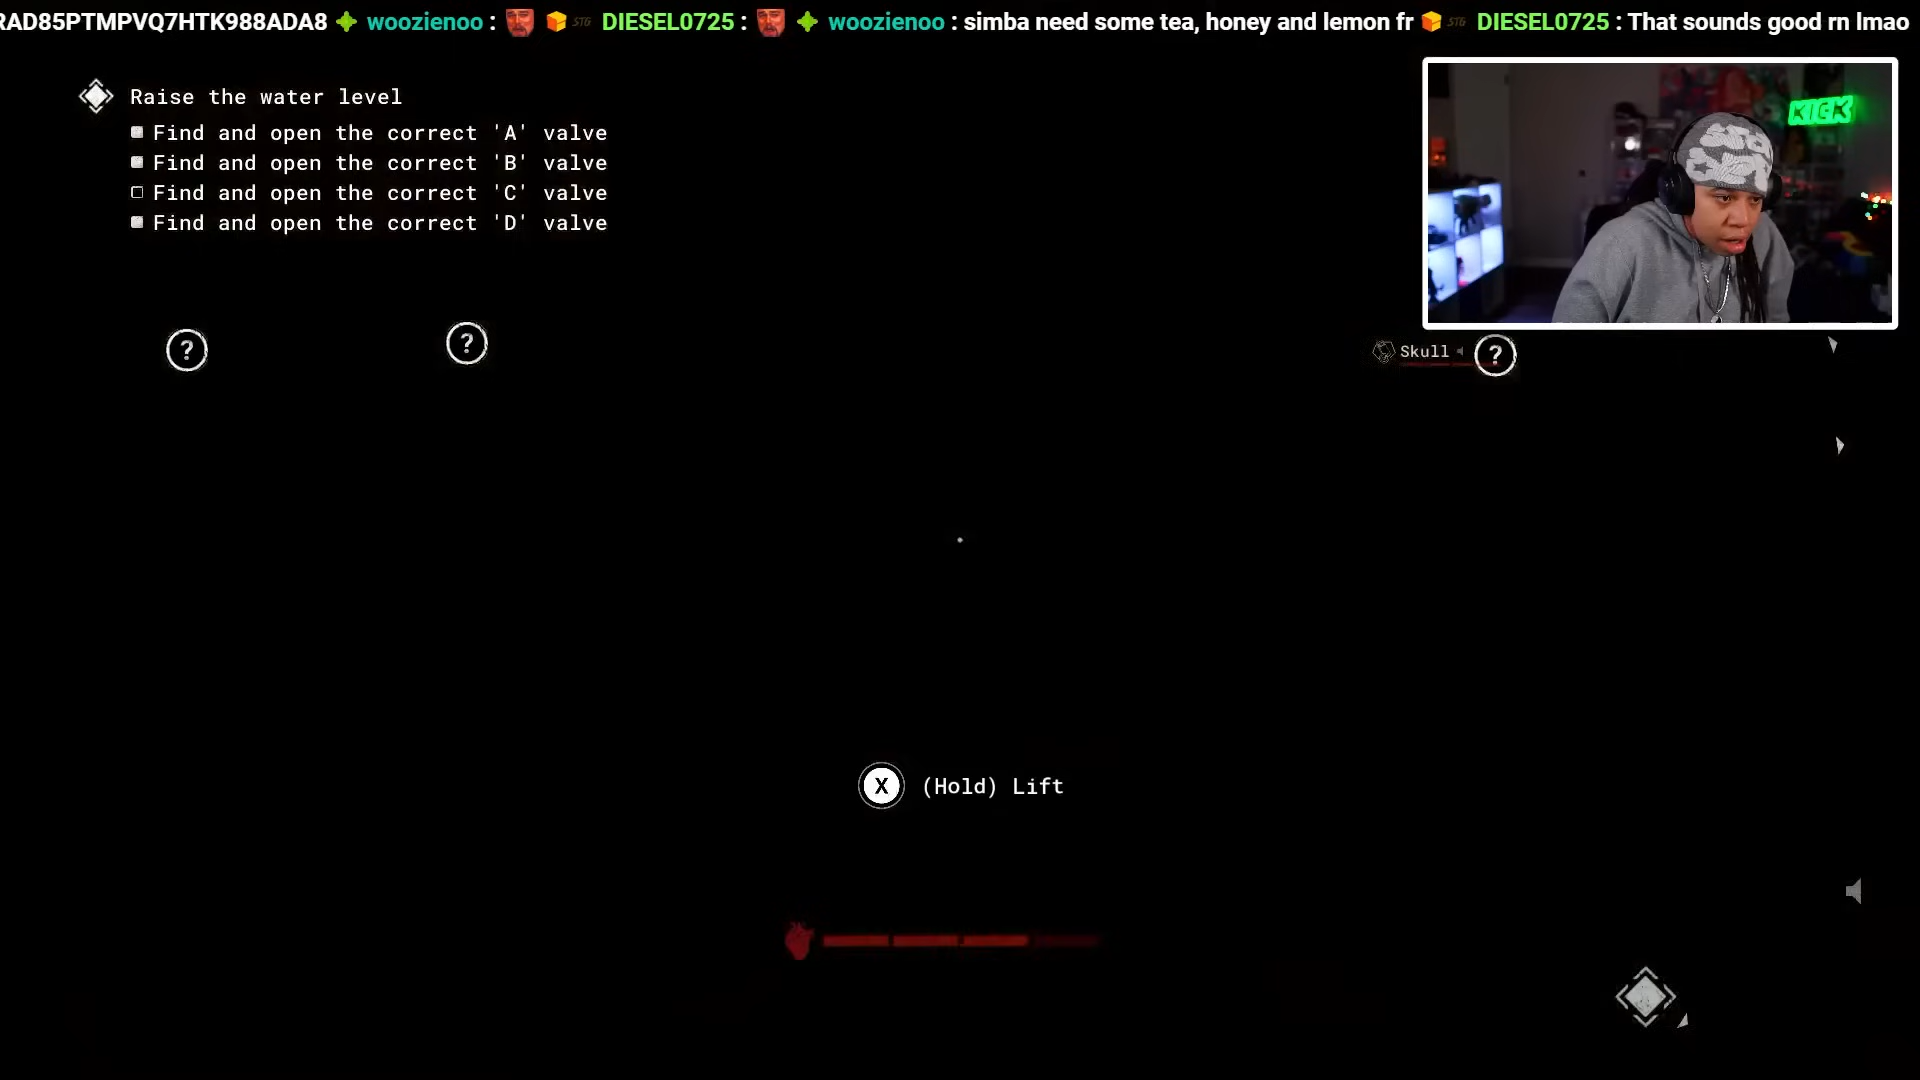 RAD85PTMPVQ7HTK988ADA8 woozienoo : STG DIESEL0725 : woozienoo : simba need some tea, honey and lemon fr STG DIESEL0725 : That sounds good rn lmao
Raise the water level
Find and open the correct 'A' valve
Find and open the correct 'B' valve
Find and open the correct 'C' valve
Find and open the correct 'D' valve
KICK
? ? Skull ?
X (Hold) Lift